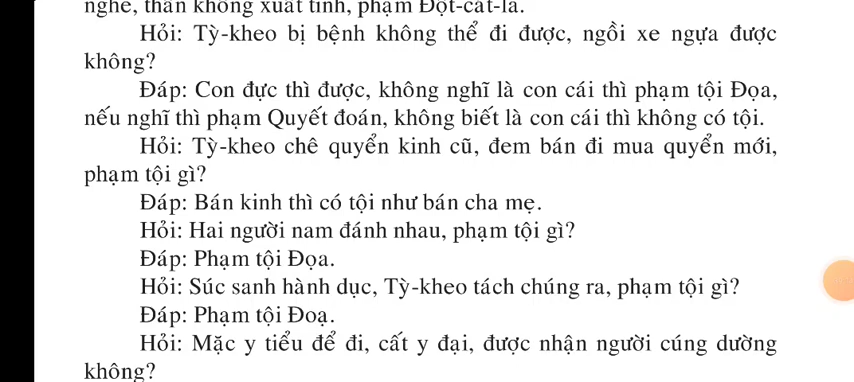 nghe, thân không xuất tinh, phạm Đột-cát-la.
Hỏi: Tỳ-kheo bị bệnh không thể đi được, ngồi xe ngựa được
không?
Đáp: Con đực thì được, không nghĩ là con cái thì phạm tội Đọa,
nếu nghĩ thì phạm Quyết đoán, không biết là con cái thì không có tội.
Hỏi: Tỳ-kheo chê quyển kinh cũ, đem bán đi mua quyển mới,
phạm tội gì?
Đáp: Bán kinh thì có tội như bán cha mẹ.
Hỏi: Hai người nam đánh nhau, phạm tội gì?
Đáp: Phạm tội Đọa.
Hỏi: Súc sanh hành dục, Tỳ-kheo tách chúng ra, phạm tội gì?
Đáp: Phạm tội Đoạ.
Hỏi: Mặc y tiểu để đi, cất y đại, được nhận người cúng dường
không?